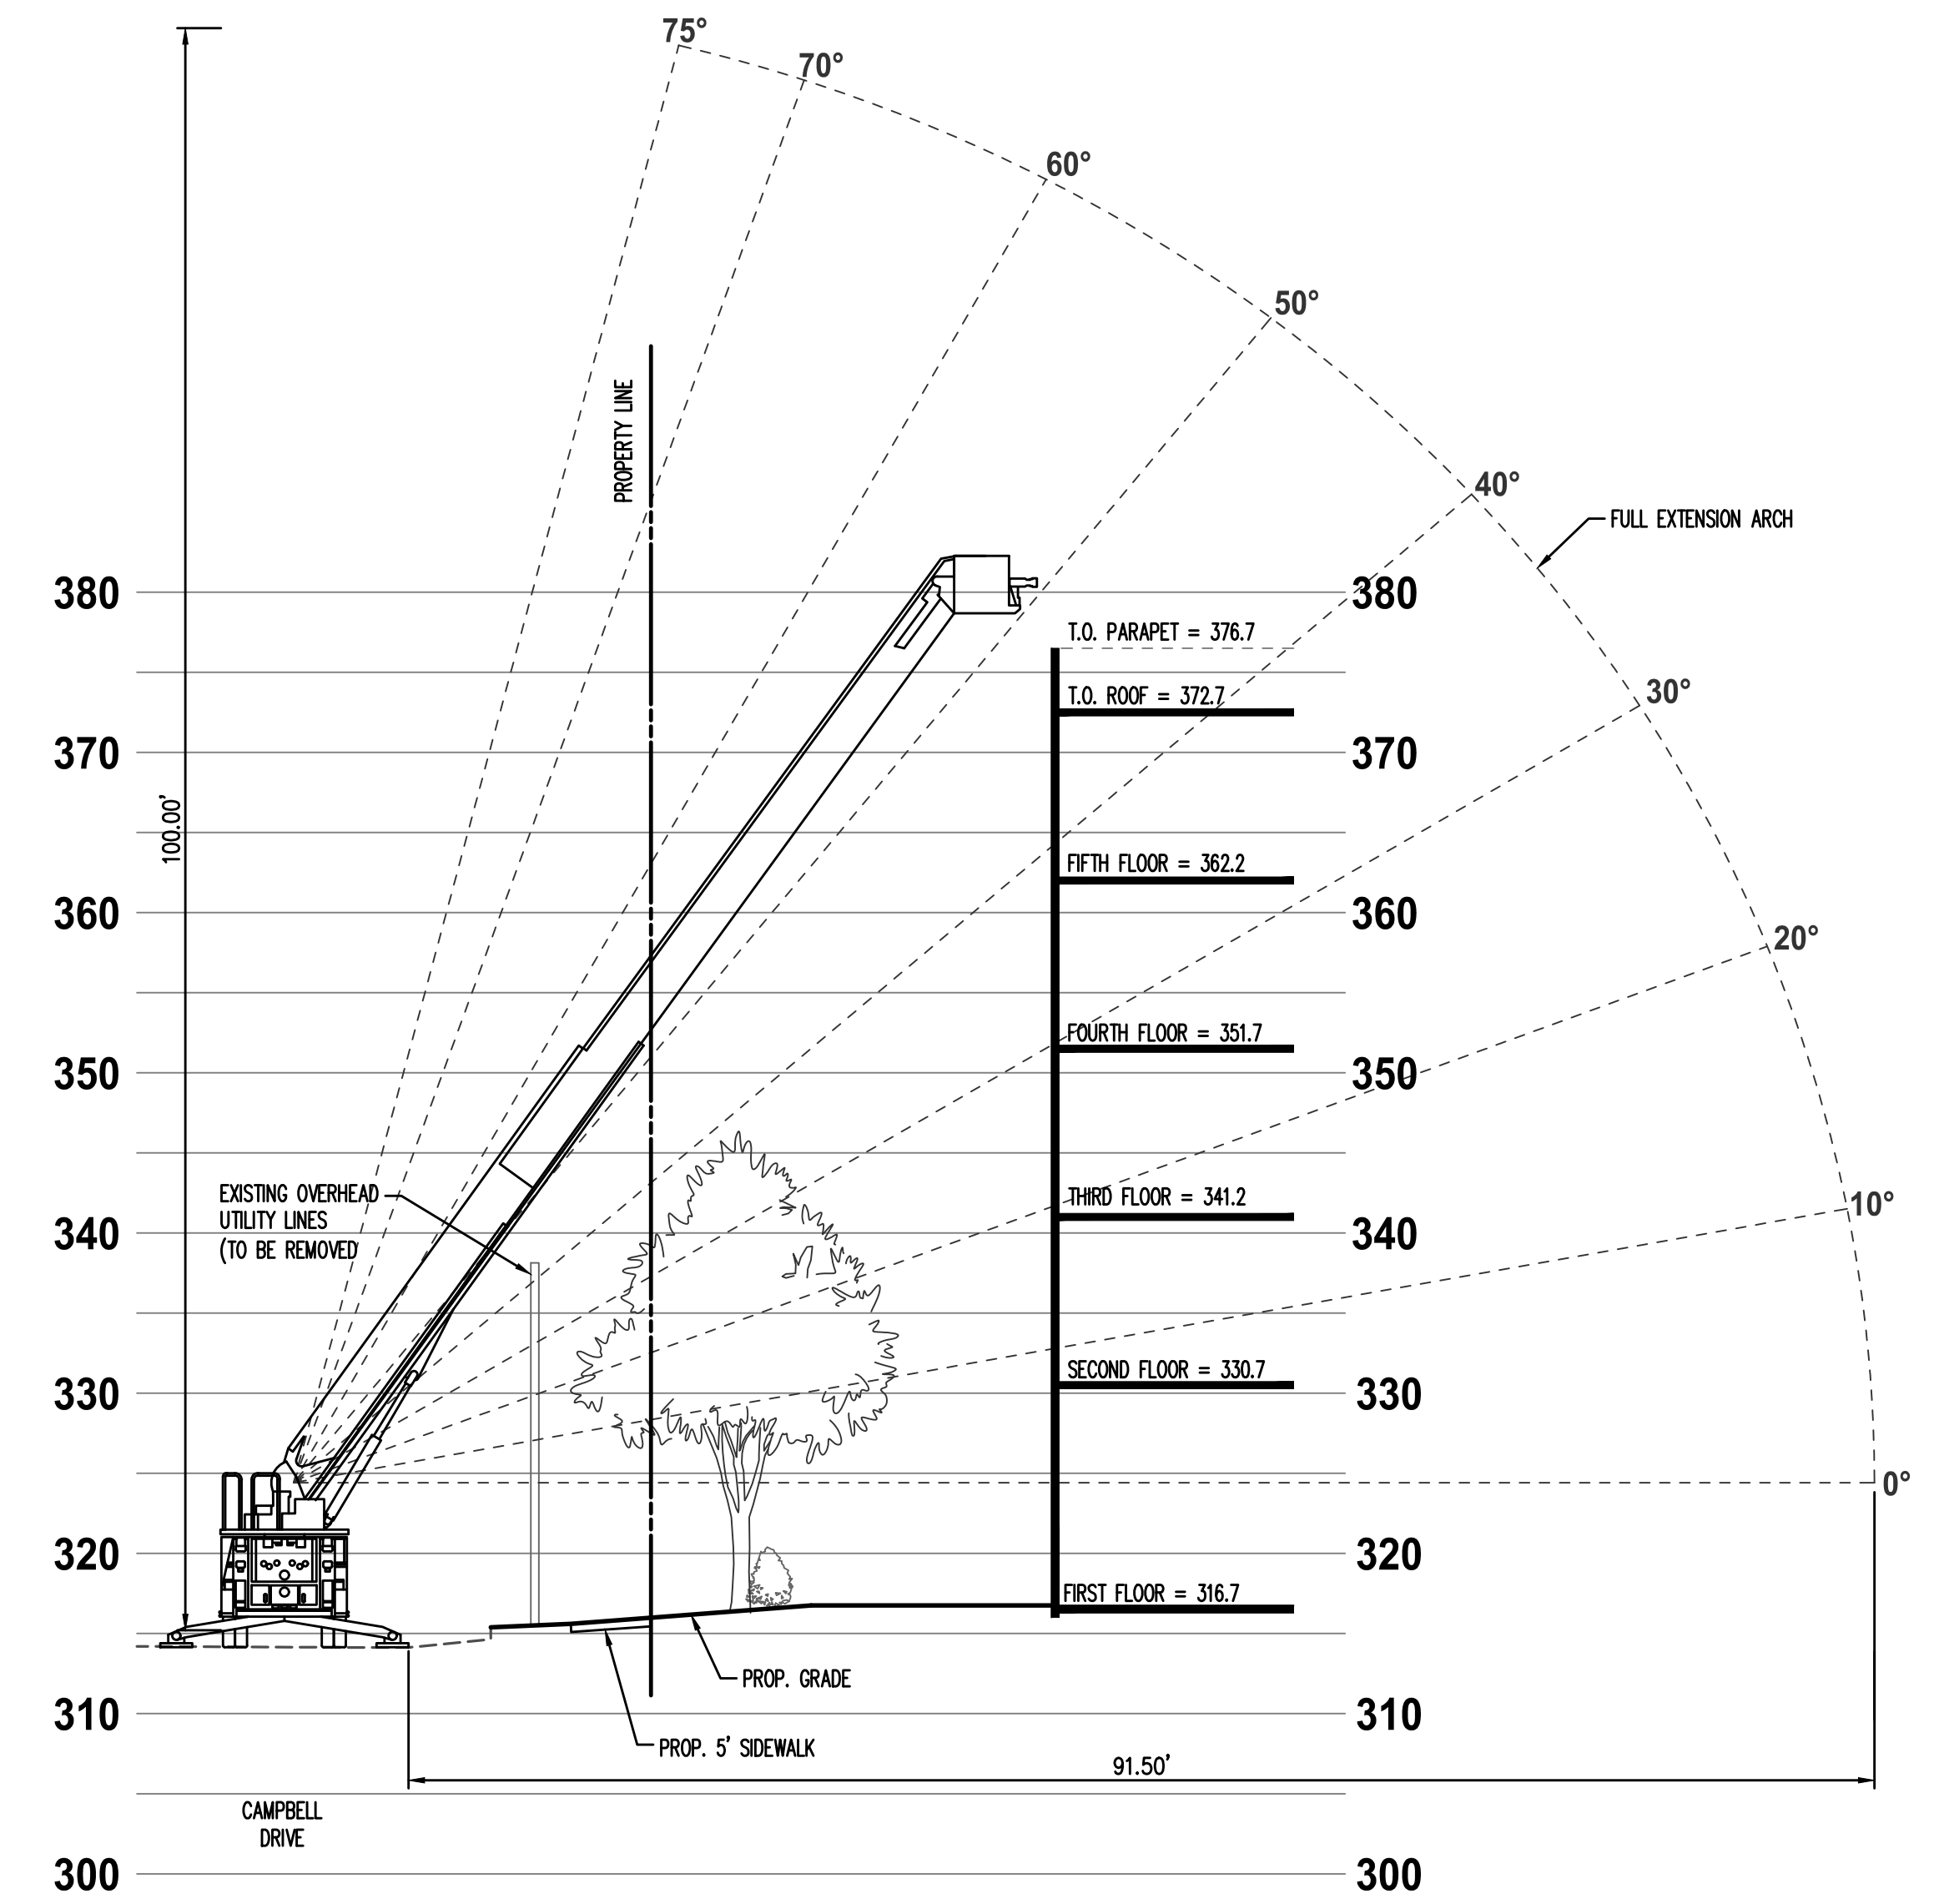 75°
70°
60°
50°
40°
30°
20°
10°
0°
FULL EXTENSION ARCH
PROPERTY LINE
100.00'
380
380
T.O. PARAPET = 376.7
T.O. ROOF = 372.7
370
370
FIFTH FLOOR = 362.2
360
360
FOURTH FLOOR = 351.7
350
350
EXISTING OVERHEAD
UTILITY LINES
(TO BE REMOVED
THIRD FLOOR = 341.2
340
340
SECOND FLOOR = 330.7
330
330
320
320
FIRST FLOOR = 316.7
PROP. GRADE
310
310
PROP. 5' SIDEWALK
91.50'
CAMPBELL
DRIVE
300
300